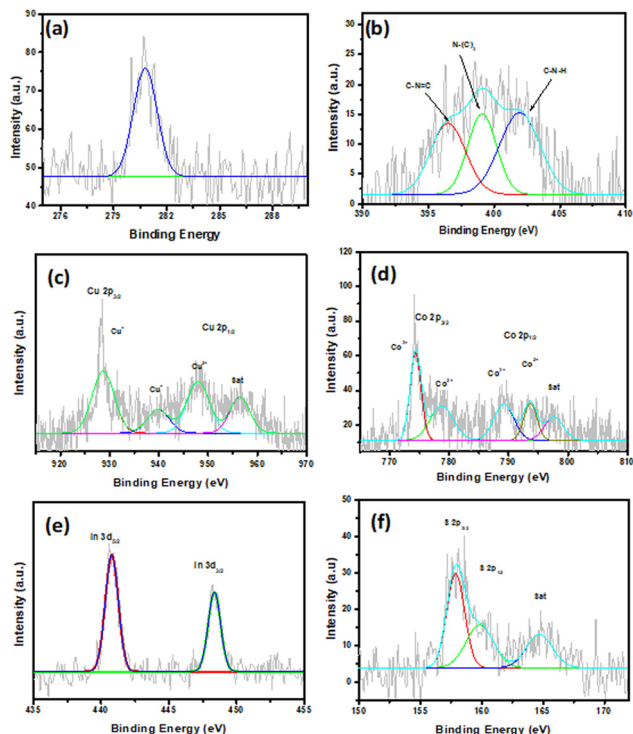 (a)
Intensity (a.u.)
90
80
70
60
50
40
276 279 282 285 288
Binding Energy
(b)
Intensity (a.u.)
35
30
25
20
15
10
5
0
N-(C)3
C-N=C
C-N-H
390 395 400 405 410
Binding Energy (eV)
(c)
Intensity (a.u.)
Cu 2p3/2
Cu+
Cu 2p1/2
Cu+
Cu2+
Sat
920 930 940 950 960 970
Binding Energy (eV)
(d)
Intensity (a.u.)
120
100
80
60
40
20
Co 2p3/2
Co 2p1/2
Sat
770 780 790 800 810
Binding Energy (eV)
(e)
Intensity (a.u)
In 3d5/2
In 3d3/2
435 440 445 450 455
Binding Energy (eV)
(f)
Intensity (a.u)
50
40
30
20
10
0
S 2p3/2
S 2p1/2
Sat
150 155 160 165 170
Binding Energy (eV)